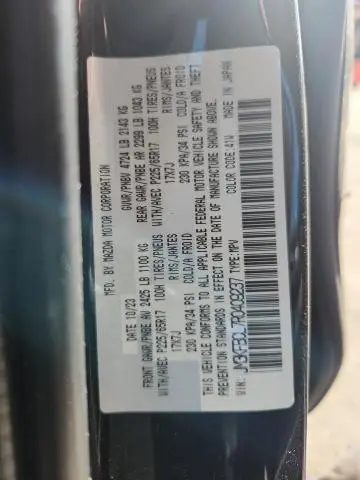 MFD. BY MAZDA MOTOR CORPORATION
DATE 10/23 GVWR/PNBV 4724 LB 2143 KG
FRONT GAWR/PNBE AV 2425 LB 1100 KG REAR GAWR/PNBE AR 2299 LB 1043 KG
WITH/AVEC P225/65R17 100H TIRES/PNEUS WITH/AVEC P225/65R17 100H TIRES/PNEUS
17X7J RIMS/JANTES 17X7J RIMS/JANTES
230 KPA/34 PSI COLD/A FROID 230 KPA/34 PSI COLD/A FROID
THIS VEHICLE CONFORMS TO ALL APPLICABLE FEDERAL MOTOR VEHICLE SAFETY AND THEFT
PREVENTION STANDARDS IN EFFECT ON THE DATE OF MANUFACTURE SHOWN ABOVE.
VIN: TYPE:MPV COLOR CODE:41W MADE IN JAPAN